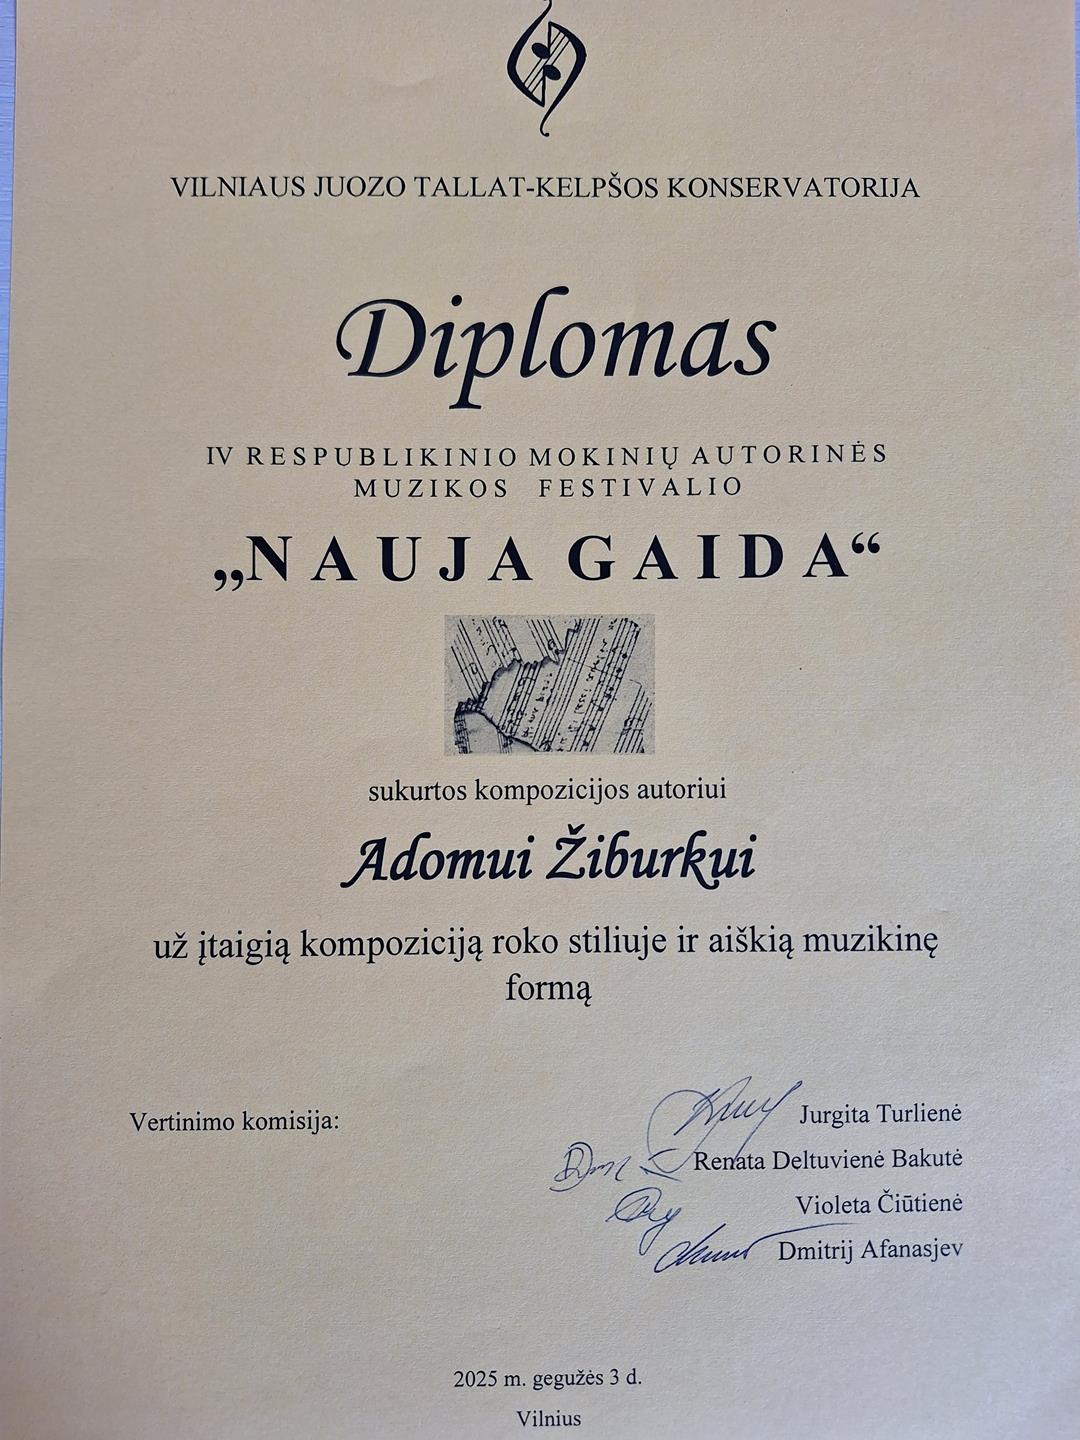 VILNIAUS JUOZO TALLAT-KELPŠOS KONSERVATORIJA
Diplomas
IV RESPUBLIKINIO MOKINIŲ AUTORINĖS
MUZIKOS FESTIVALIO
„NAUJA GAIDA“
sukurtos kompozicijos autoriui
Adomui Žiburkui
už įtaigią kompoziciją roko stiliuje ir aiškią muzikinę
formą
Vertinimo komisija:
Jurgita Turlienė
Renata Deltuvienė Bakutė
Violeta Čiūtienė
Dmitrij Afanasjev
2025 m. gegužės 3 d.
Vilnius